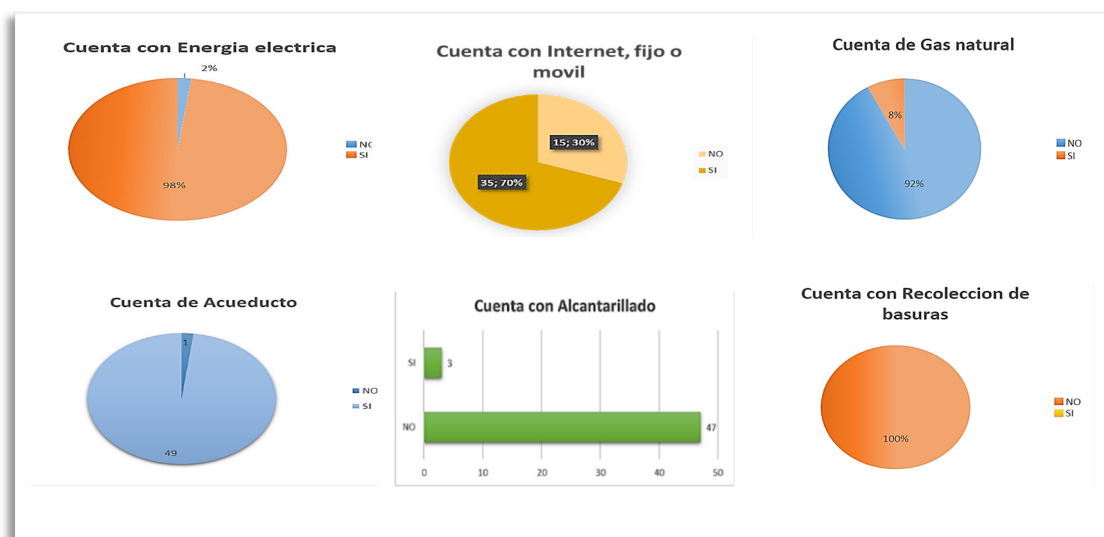 Cuenta con Energia electrica
2%
98%
NO
SI
Cuenta con Internet, fijo o
movil
15; 30%
35; 70%
NO
SI
Cuenta de Gas natural
8%
92%
NO
SI
Cuenta de Acueducto
1
49
NO
SI
Cuenta con Alcantarillado
SI
3
NO
47
0 10 20 30 40 50
Cuenta con Recoleccion de
basuras
100%
NO
SI